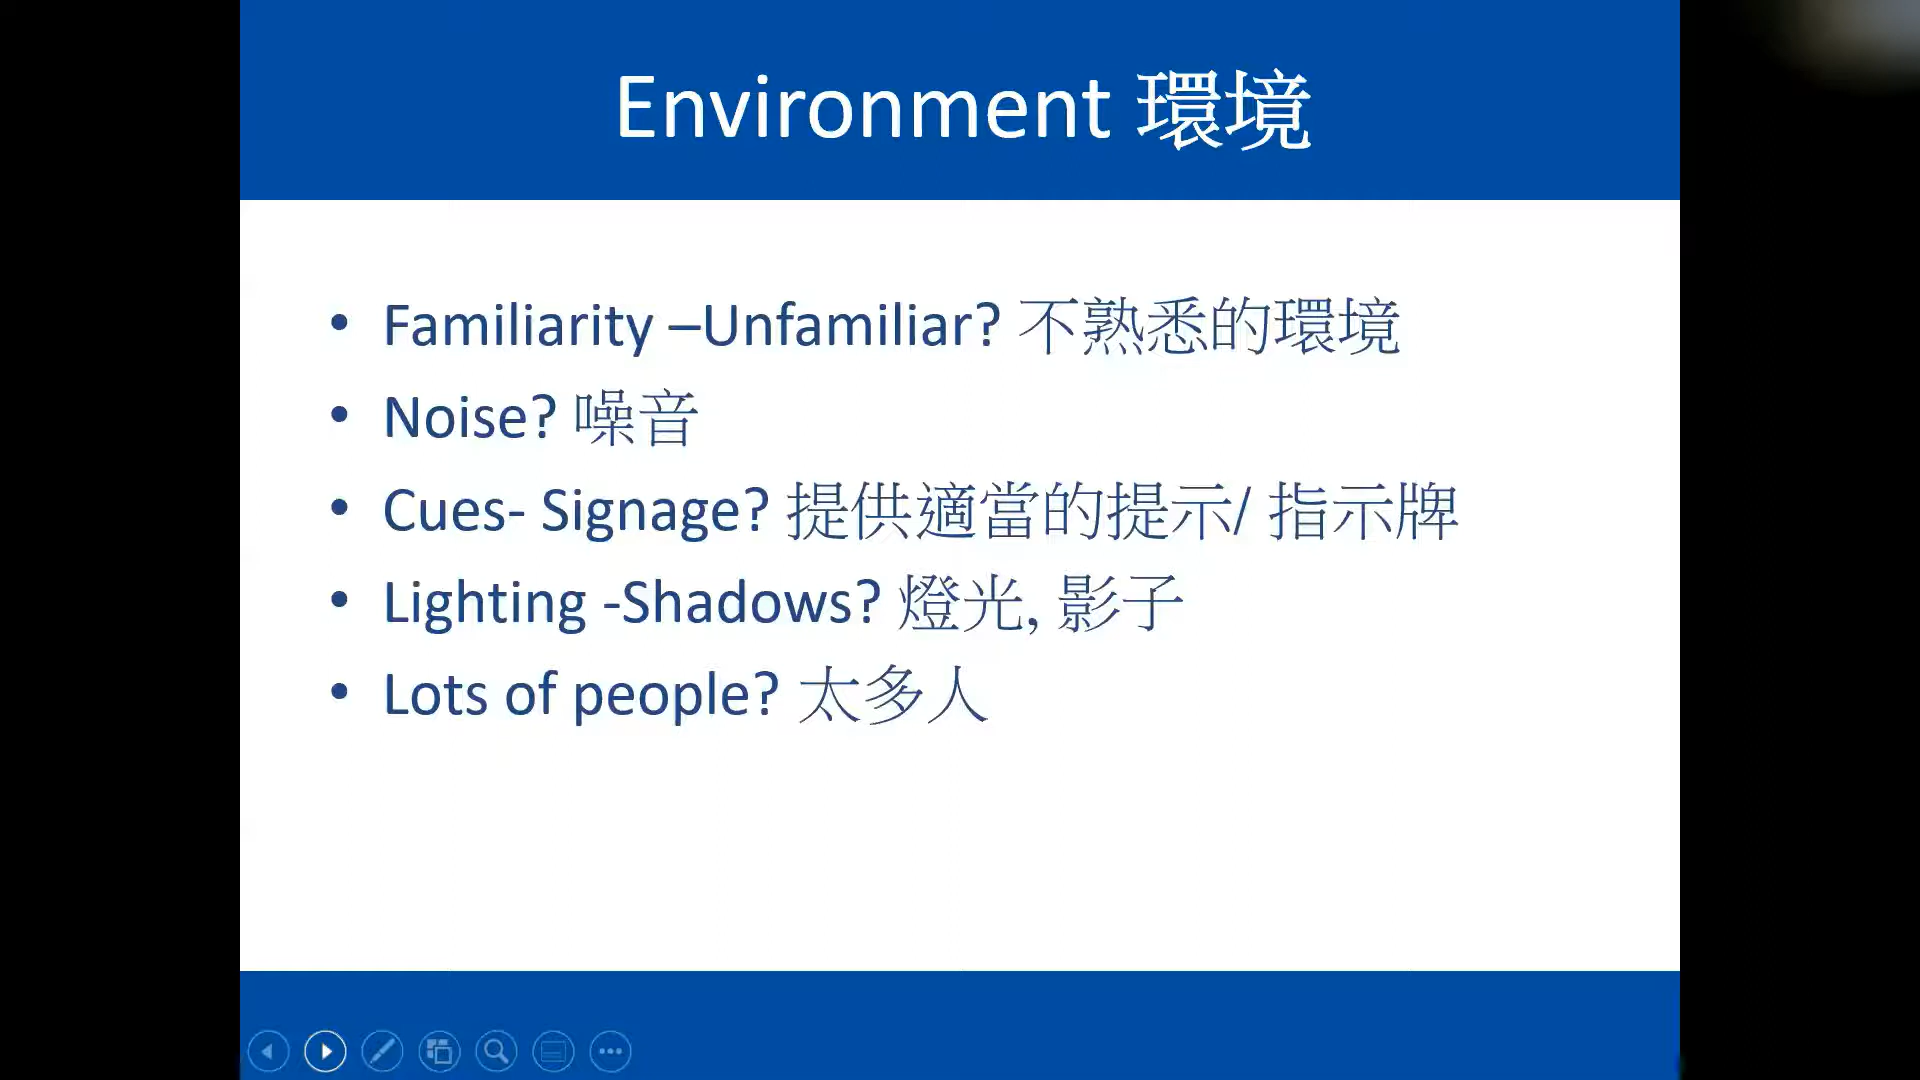 Environment 環境
• Familiarity –Unfamiliar? 不熟悉的環境
• Noise? 噪音
• Cues- Signage? 提供適當的提示/ 指示牌
• Lighting -Shadows? 燈光, 影子
• Lots of people? 太多人